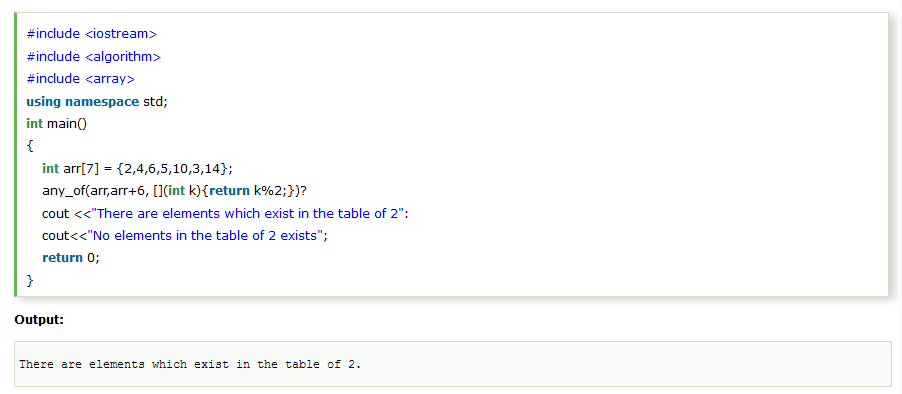 #include <iostream>
#include <algorithm>
#include <array>
using namespace std;
int main()
{
int arr[7] = {2,4,6,5,10,3,14};
any_of(arr,arr+6, [](int k){return k%2;})?
cout <<"There are elements which exist in the table of 2":
cout<<"No elements in the table of 2 exists";
return 0;
}
Output:
There are elements which exist in the table of 2.